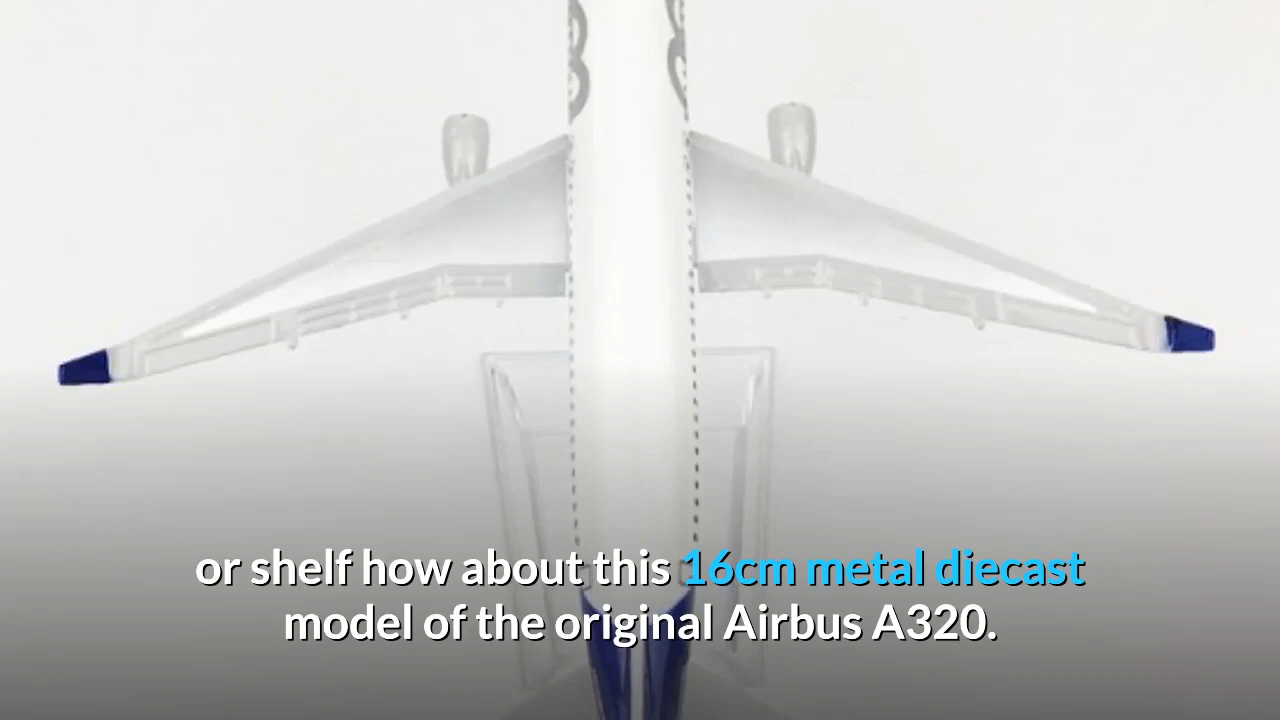 or shelf how about this 16cm metal diecast
model of the original Airbus A320.